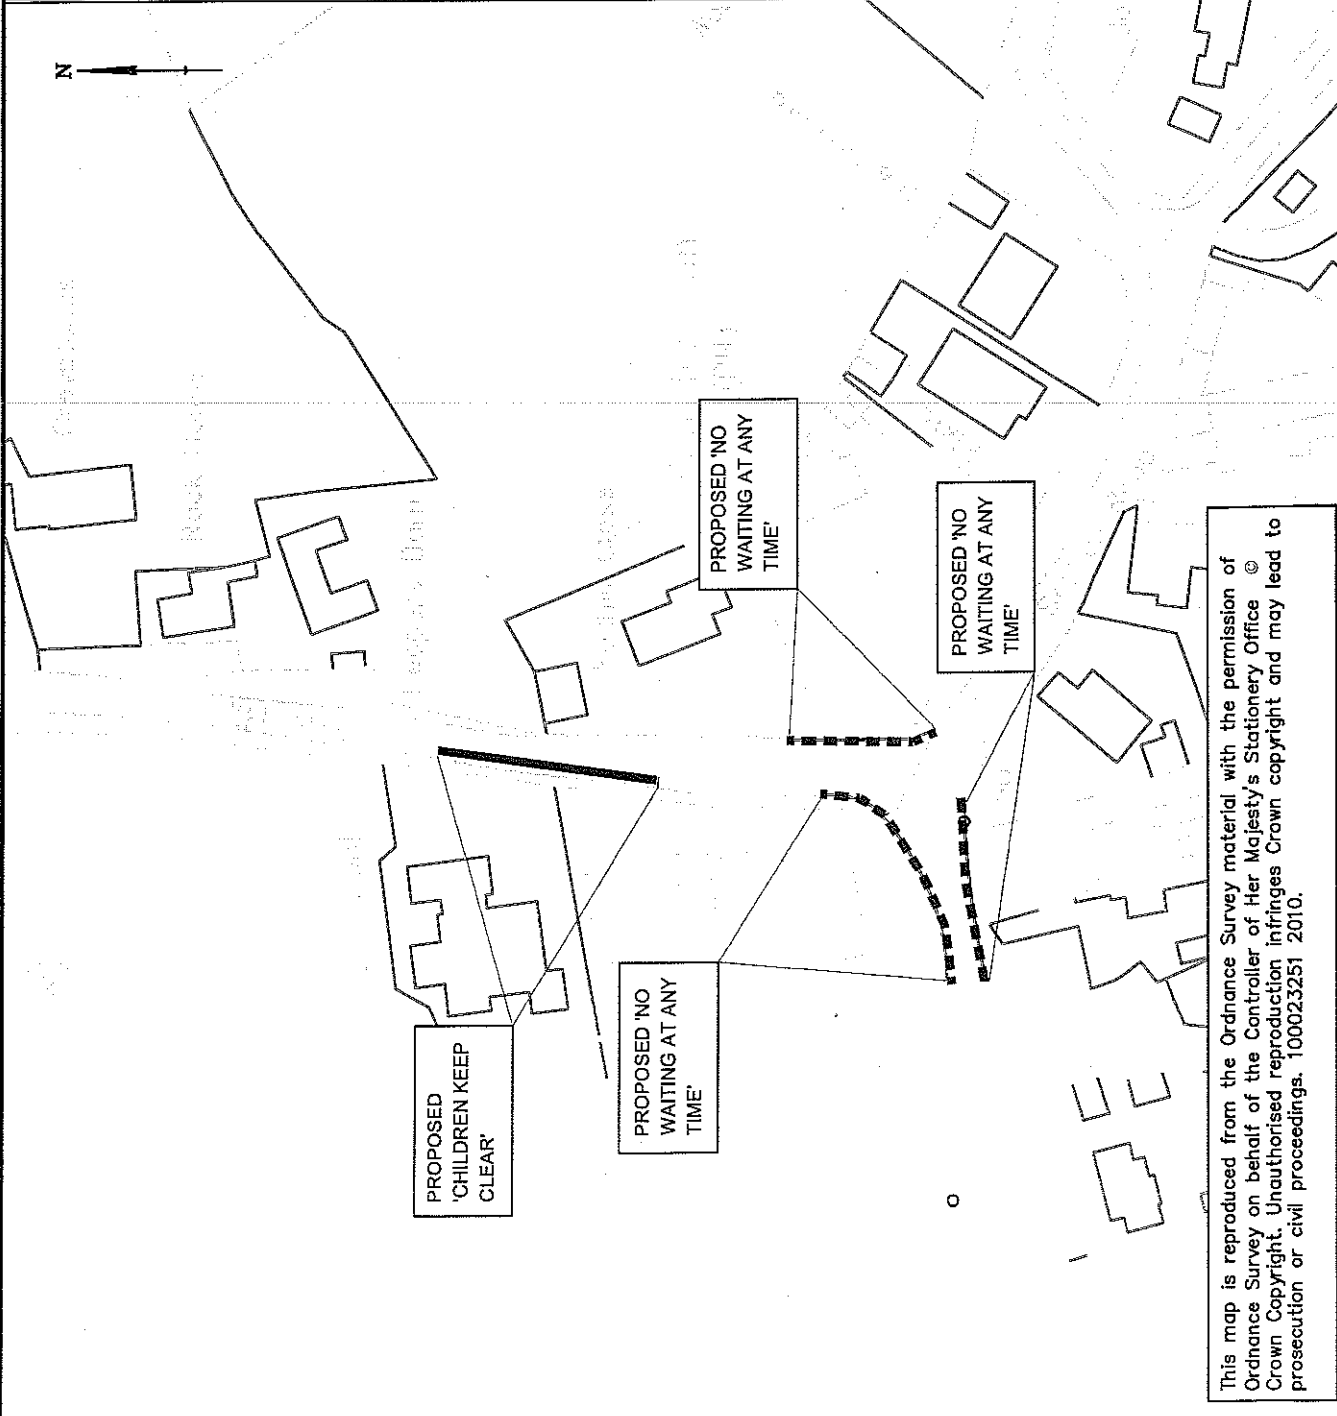 N
PROPOSED
'CHILDREN KEEP
CLEAR'
PROPOSED 'NO
WAITING AT ANY
TIME'
PROPOSED 'NO
WAITING AT ANY
TIME'
PROPOSED 'NO
WAITING AT ANY
TIME'
This map is reproduced from the Ordnance Survey material with the permission of
Ordnance Survey on behalf of the Controller of Her Majesty's Stationery Office ©
Crown Copyright. Unauthorised reproduction infringes Crown copyright and may lead to
prosecution or civil proceedings. 100023251 2010.